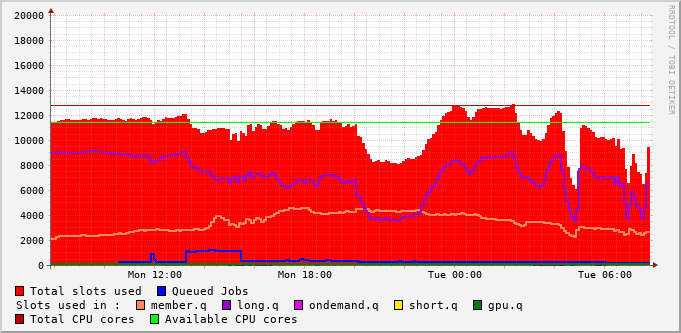 20000
18000
16000
14000
12000
10000
8000
6000
4000
2000
0
Mon 12:00 Mon 18:00 Tue 00:00 Tue 06:00
Total slots used Queued Jobs
Slots used in : member.q long.q ondemand.q short.q gpu.q
Total CPU cores Available CPU cores
RRDTOOL / TOBI OETIKER